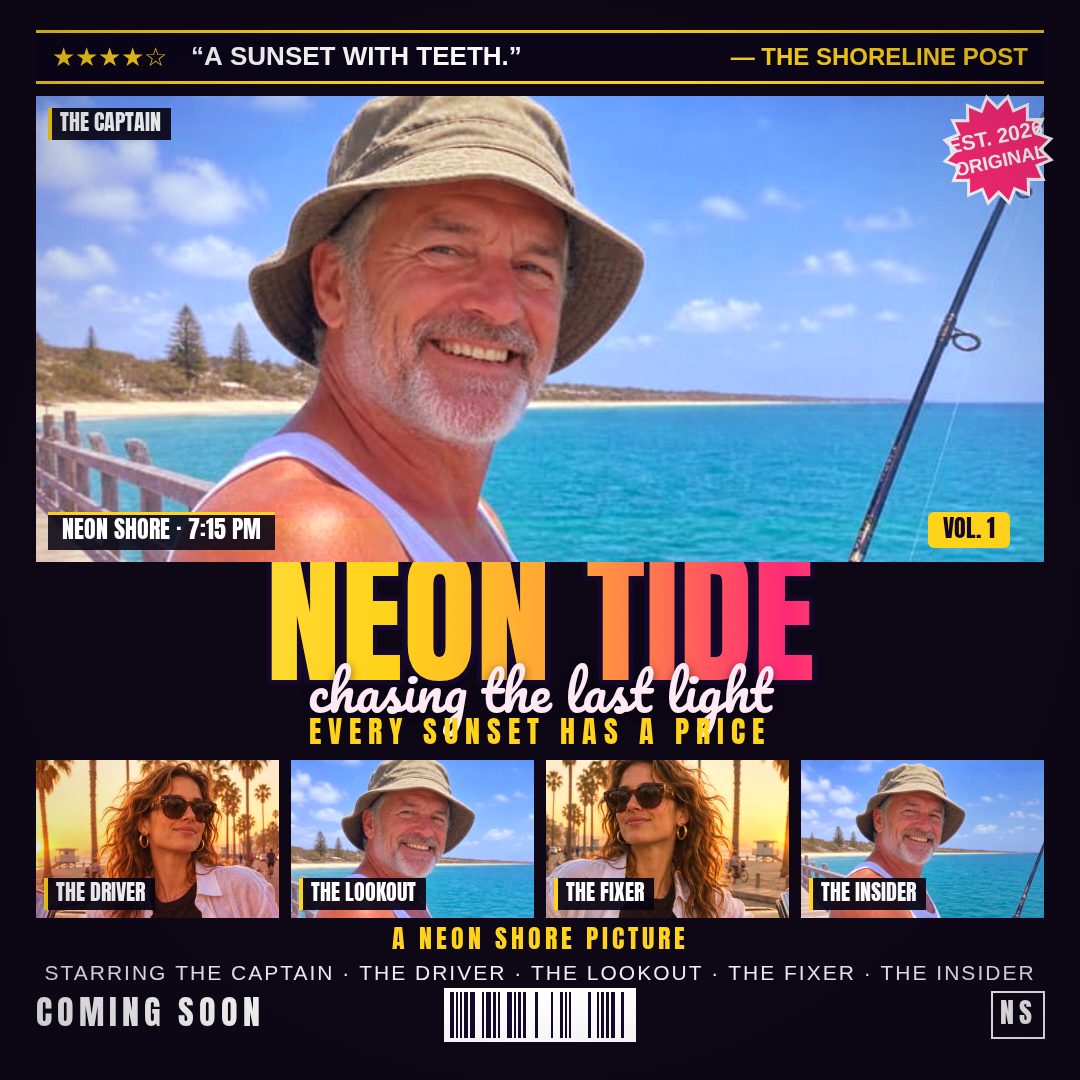 ★★★★☆ “A SUNSET WITH TEETH.” — THE SHORELINE POST
THE CAPTAIN
EST. 2026
ORIGINAL
NEON SHORE · 7:15 PM
VOL. 1
NEON TIDE
chasing the last light
EVERY SUNSET HAS A PRICE
THE DRIVER
THE LOOKOUT
THE FIXER
THE INSIDER
A NEON SHORE PICTURE
STARRING THE CAPTAIN · THE DRIVER · THE LOOKOUT · THE FIXER · THE INSIDER
COMING SOON
NS